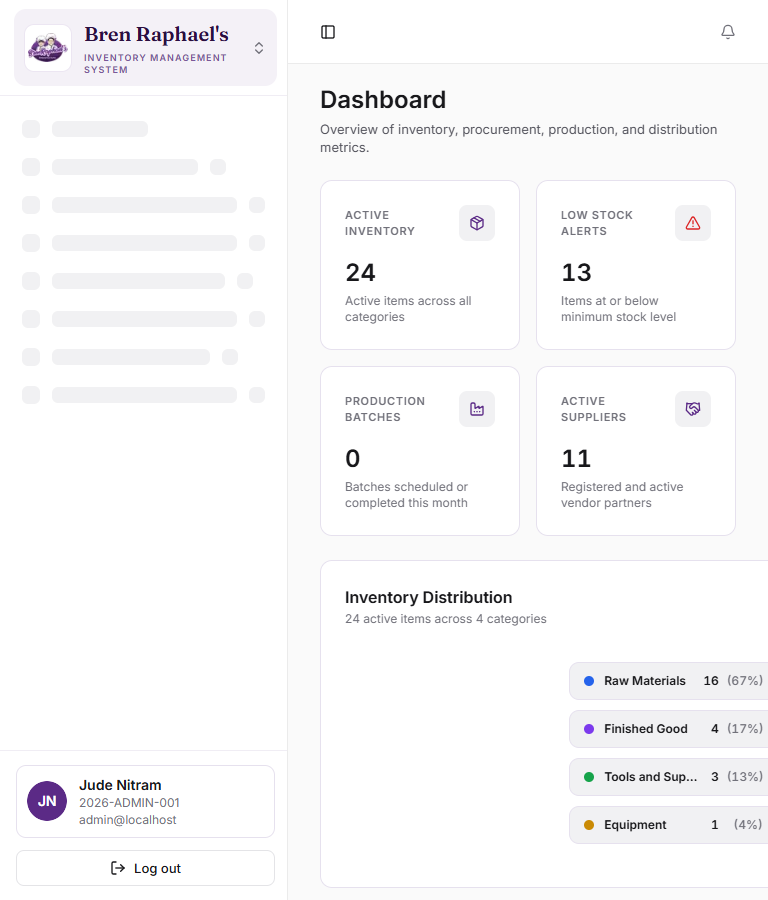 Bren Raphael's
INVENTORY MANAGEMENT
SYSTEM
Dashboard
Overview of inventory, procurement, production, and distribution
metrics.
ACTIVE
INVENTORY
24
Active items across all
categories
LOW STOCK
ALERTS
13
Items at or below
minimum stock level
PRODUCTION
BATCHES
0
Batches scheduled or
completed this month
ACTIVE
SUPPLIERS
11
Registered and active
vendor partners
Inventory Distribution
24 active items across 4 categories
Raw Materials 16 (67%)
Finished Good 4 (17%)
Tools and Sup... 3 (13%)
Equipment 1 (4%)
JN
Jude Nitram
2026-ADMIN-001
admin@localhost
Log out